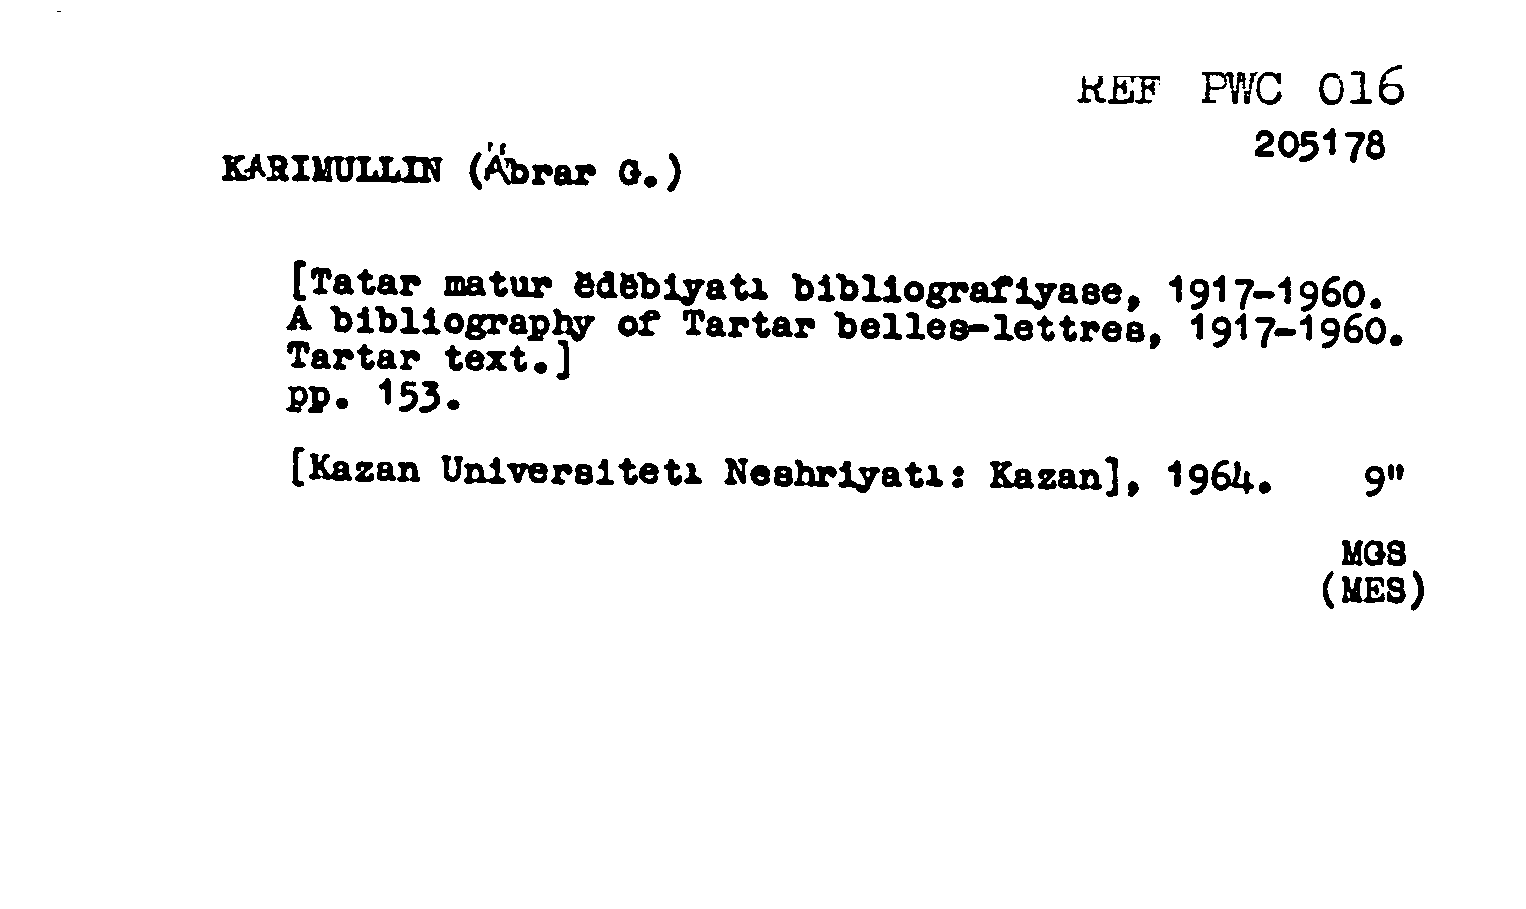 REF PWC 016
205178
KARIMULLIN (Äbrar G.)
[Tatar matur ëdëbiyatı bibliografiyase, 1917-1960.
A bibliography of Tartar belles-lettres, 1917-1960.
Tartar text.]
pp. 153.
[Kazan Universitetı Neshriyatı: Kazan], 1964. 9"
MGS
(MES)